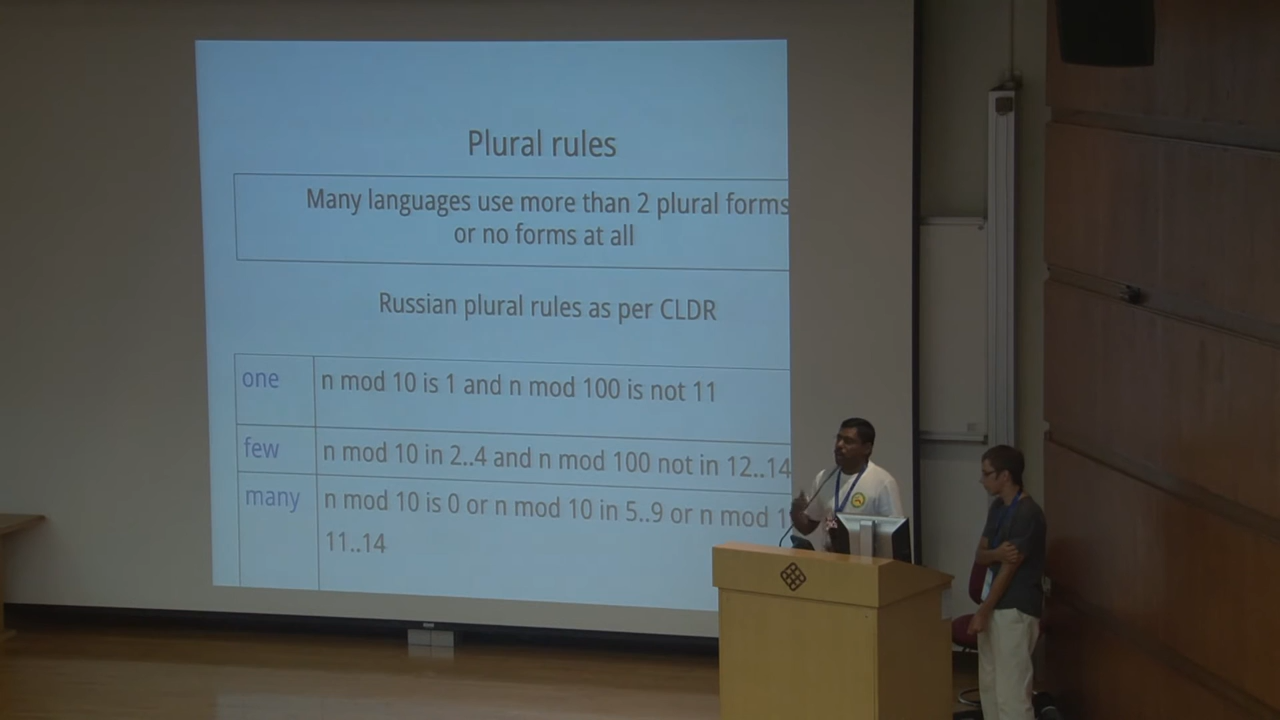 Plural rules
Many languages use more than 2 plural forms
or no forms at all
Russian plural rules as per CLDR
one n mod 10 is 1 and n mod 100 is not 11
few n mod 10 in 2..4 and n mod 100 not in 12..14
many n mod 10 is 0 or n mod 10 in 5..9 or n mod 1
11..14